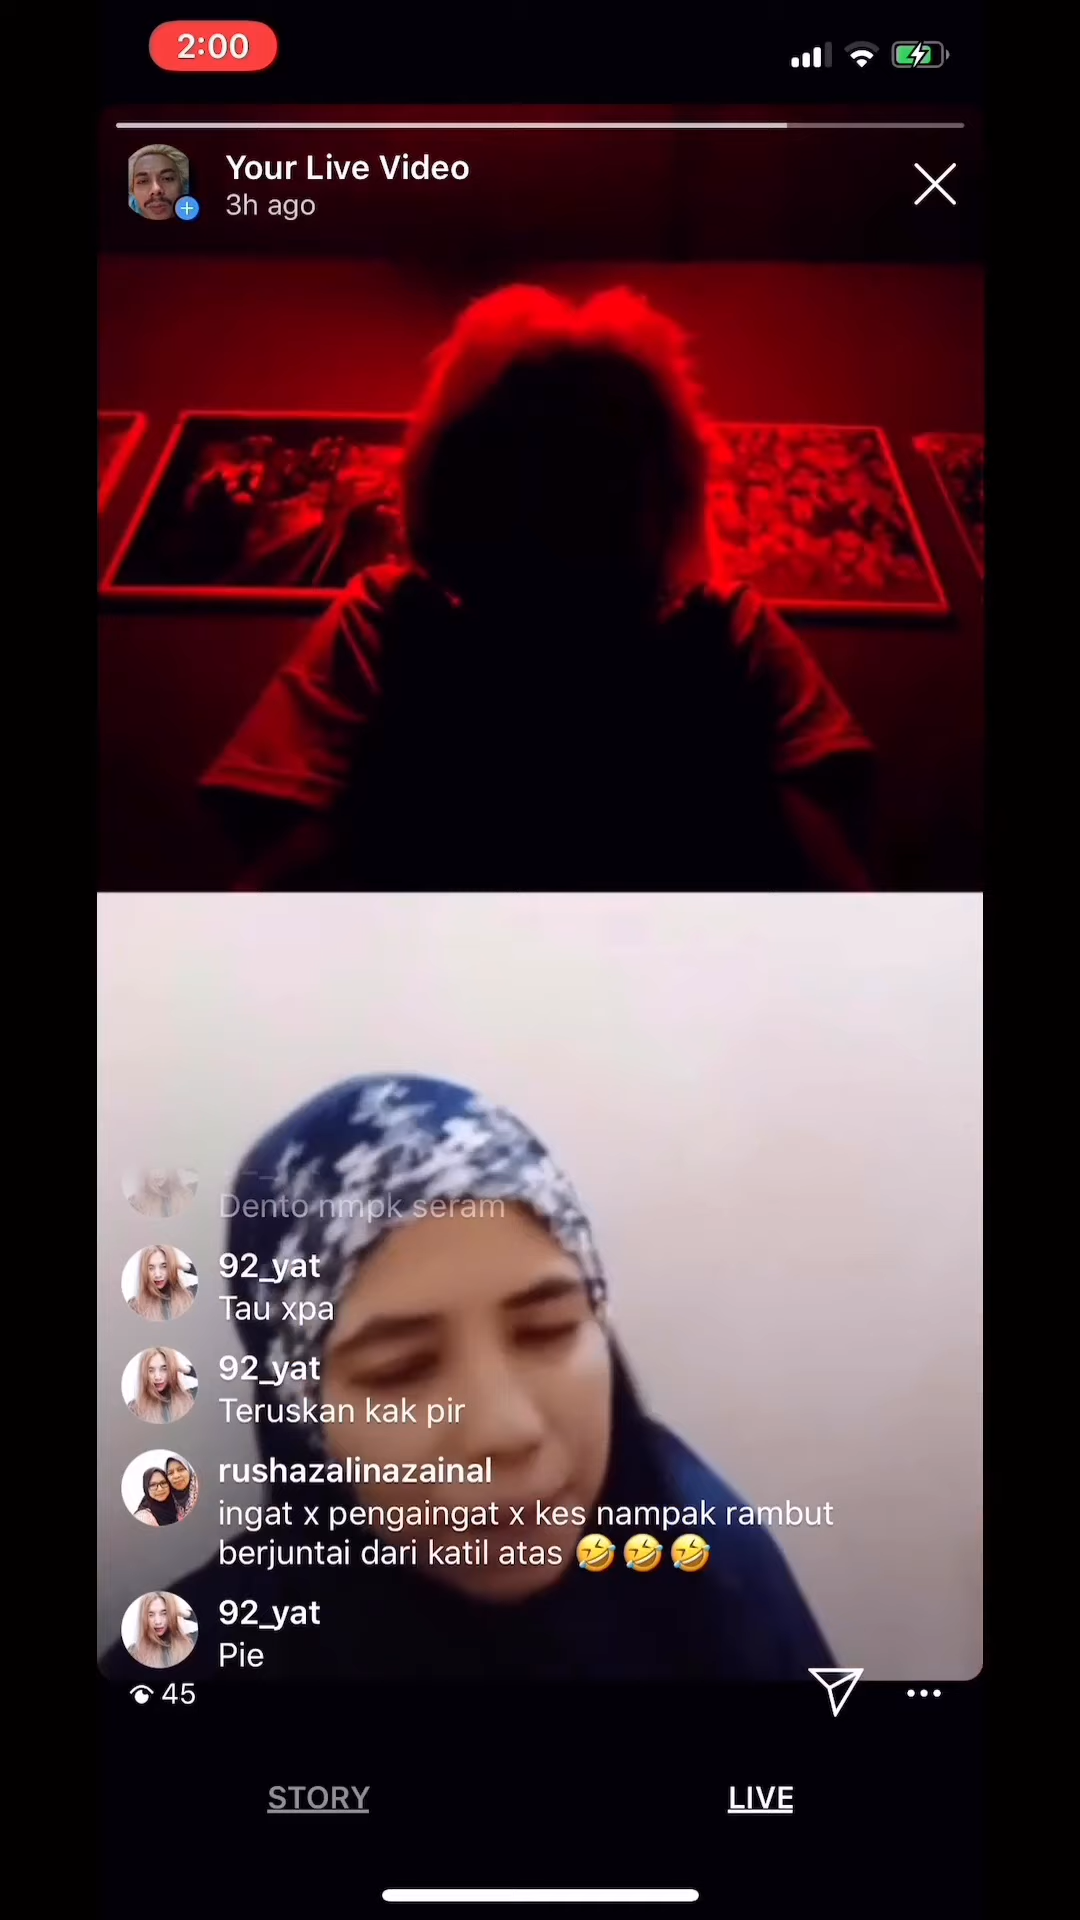 2:00
Your Live Video
3h ago
Dento nmpk seram
92_yat
Tau xpa
92_yat
Teruskan kak pir
rushazalinazainal
ingat x pengaingat x kes nampak rambut
berjuntai dari katil atas 🤣🤣🤣
92_yat
Pie
45
STORY
LIVE